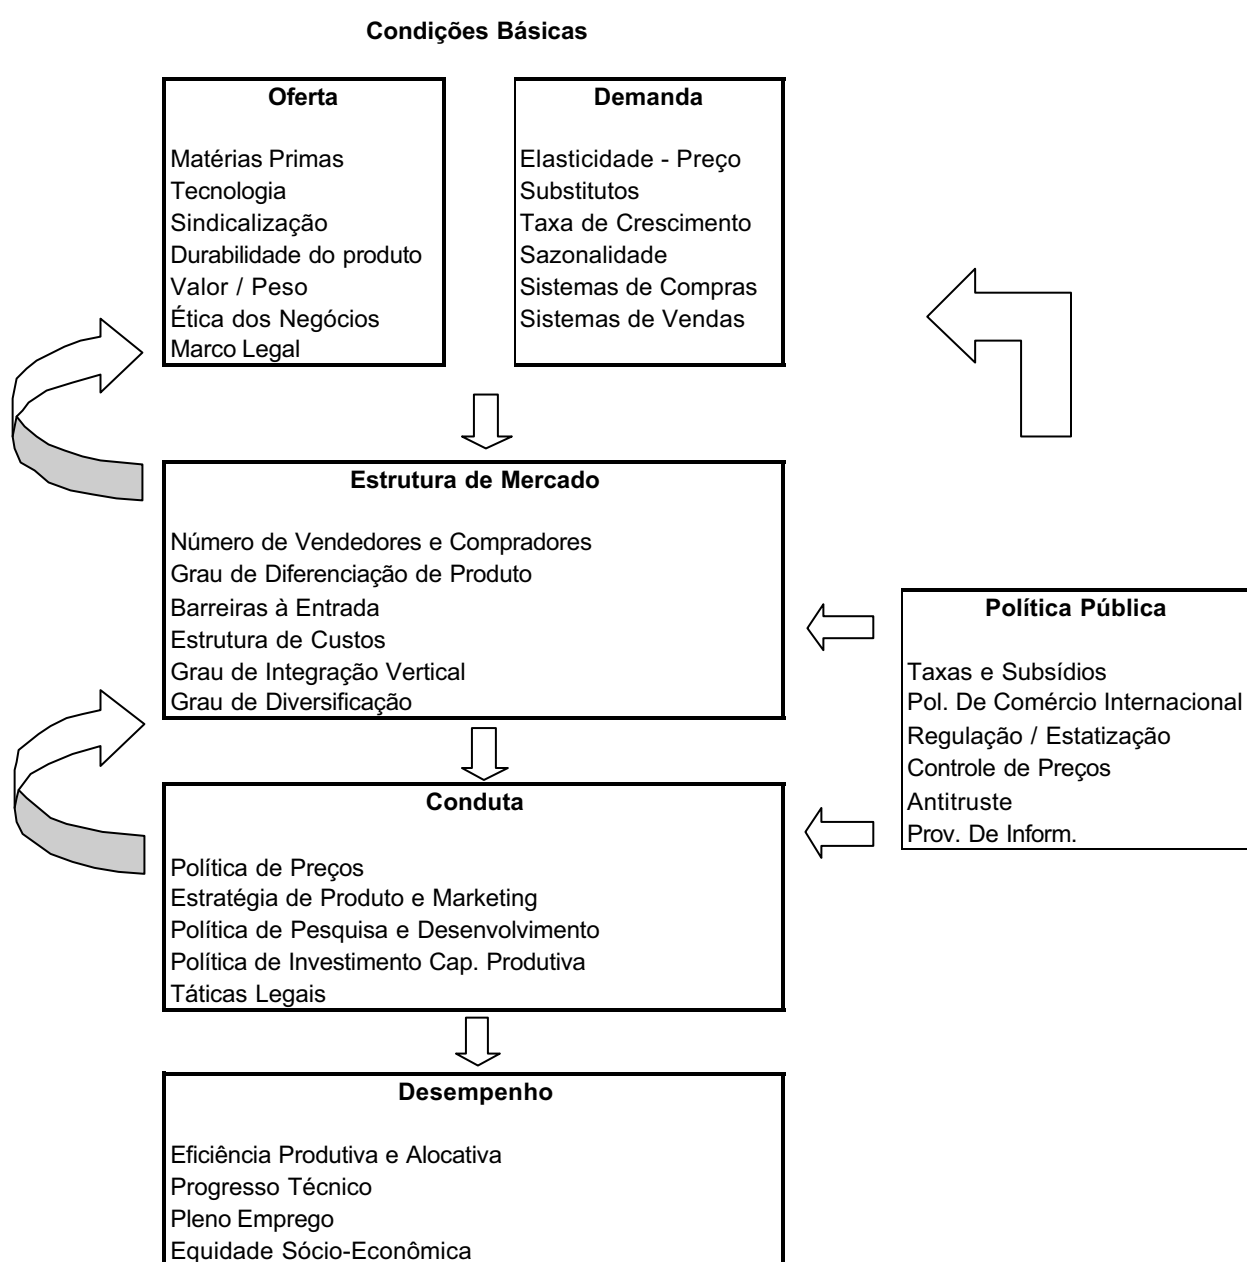 Condições Básicas
Oferta
Matérias Primas
Tecnologia
Sindicalização
Durabilidade do produto
Valor / Peso
Ética dos Negócios
Marco Legal
Demanda
Elasticidade - Preço
Substitutos
Taxa de Crescimento
Sazonalidade
Sistemas de Compras
Sistemas de Vendas
Estrutura de Mercado
Número de Vendedores e Compradores
Grau de Diferenciação de Produto
Barreiras à Entrada
Estrutura de Custos
Grau de Integração Vertical
Grau de Diversificação
Política Pública
Taxas e Subsídios
Pol. De Comércio Internacional
Regulação / Estatização
Controle de Preços
Antitruste
Prov. De Inform.
Conduta
Política de Preços
Estratégia de Produto e Marketing
Política de Pesquisa e Desenvolvimento
Política de Investimento Cap. Produtiva
Táticas Legais
Desempenho
Eficiência Produtiva e Alocativa
Progresso Técnico
Pleno Emprego
Equidade Sócio-Econômica